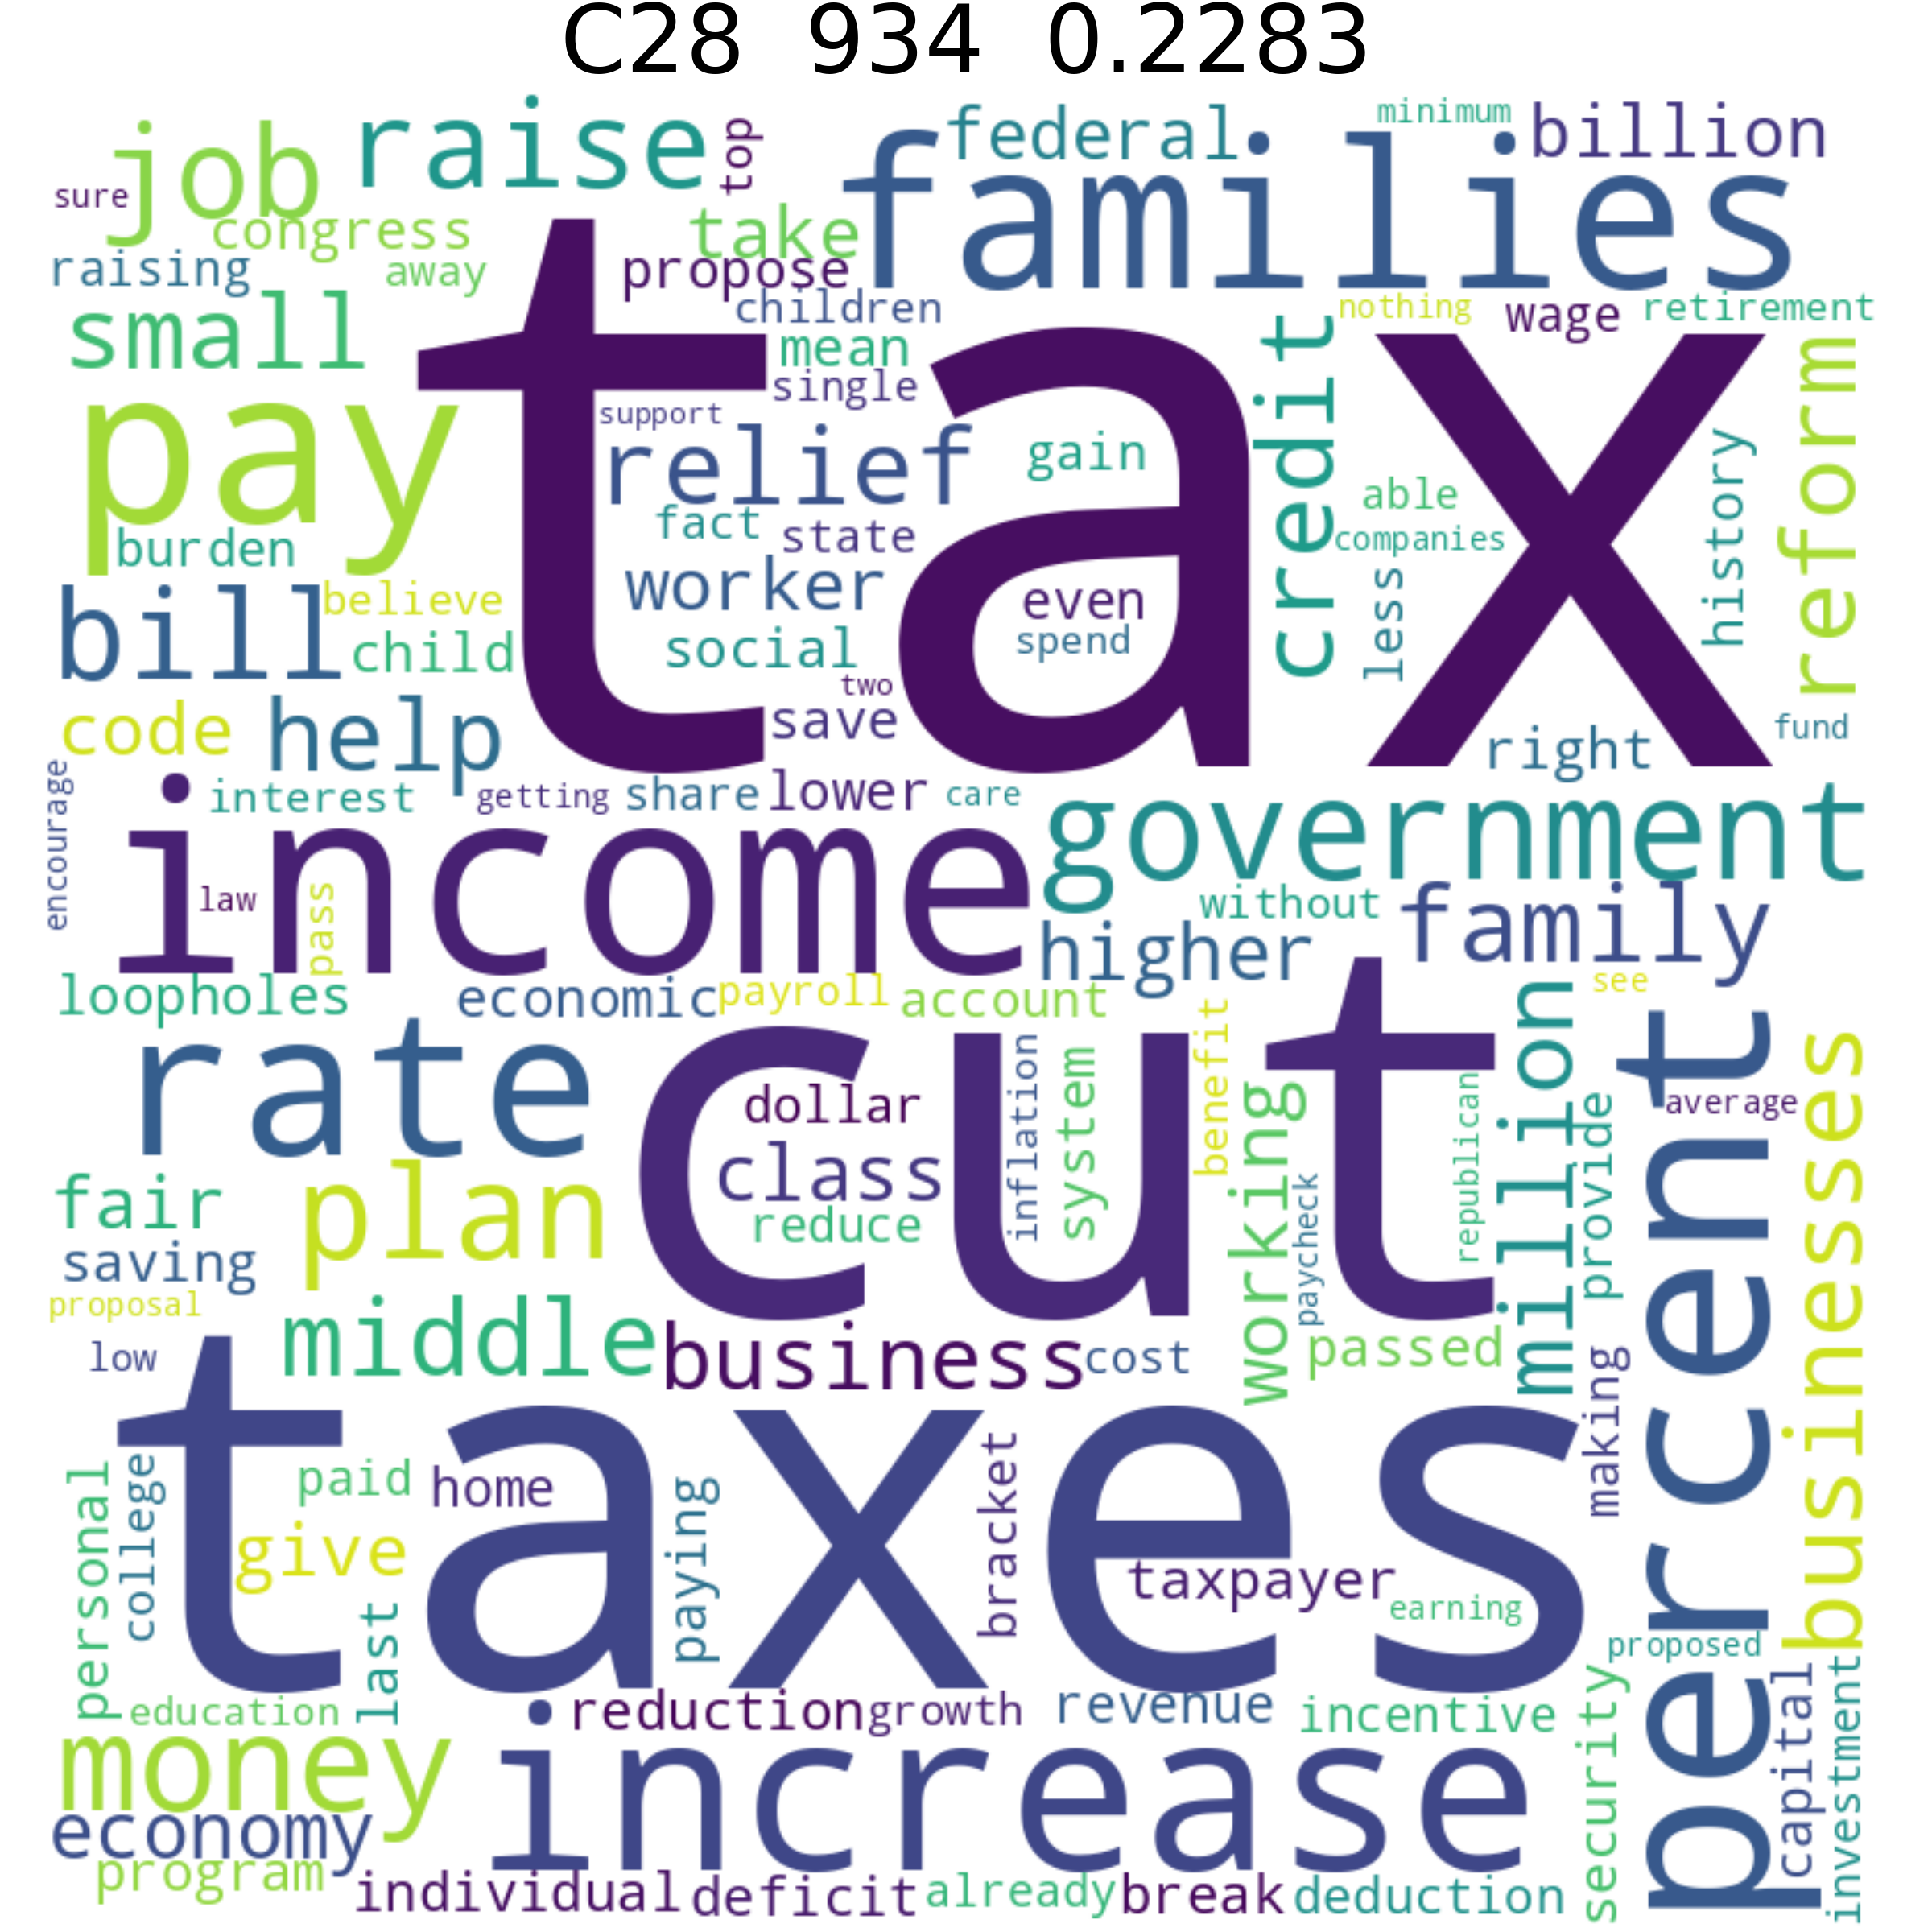 C28 934 0.2283
job
raise
top
federal
minimum
billion
sure
families
congress
take
raising
away
propose
small
children
nothing
wage
retirement
tax
mean
single
pay
support
relief
gain
credit
reform
history
able
fact
state
companies
burden
worker
even
less
bill
believe
child
social
spend
two
code
help
save
right
fund
encourage
interest
getting
share
lower
care
government
income
law
pass
without
family
higher
see
loopholes
economic
payroll
account
million
percent
rate
cut
inflation
system
benefit
working
republican
provide
average
businesses
dollar
class
paycheck
fair
plan
reduce
saving
proposal
middle
business
cost
passed
low
making
taxes
personal
college
paid
home
paying
bracket
give
taxpayer
earning
last
proposed
education
reduction
growth
revenue
incentive
security
capital
investment
money
increase
economy
program
individual
deficit
already
break
deduction